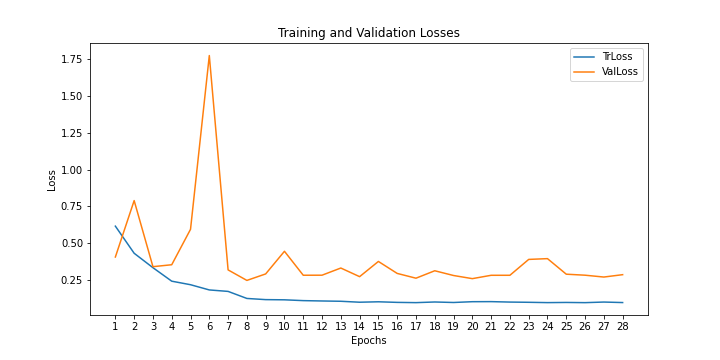 Training and Validation Losses
TrLoss
ValLoss
1.75
1.50
1.25
1.00
0.75
0.50
0.25
Loss
1 2 3 4 5 6 7 8 9 10 11 12 13 14 15 16 17 18 19 20 21 22 23 24 25 26 27 28
Epochs